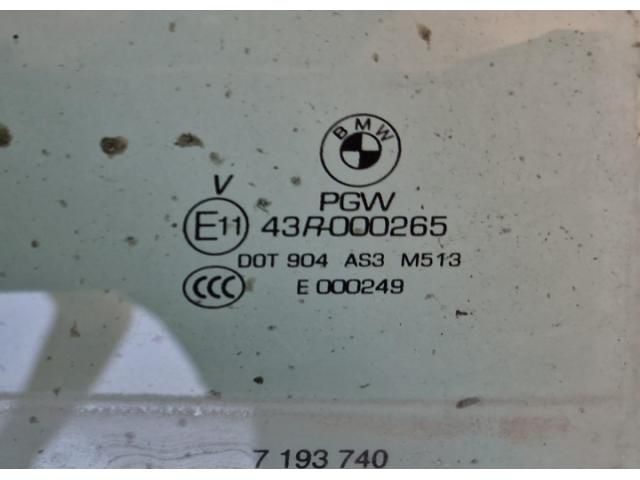 BMW
PGW
V
E11 43R-000265
DOT 904 AS3 M513
CCC E 000249
7 193 740